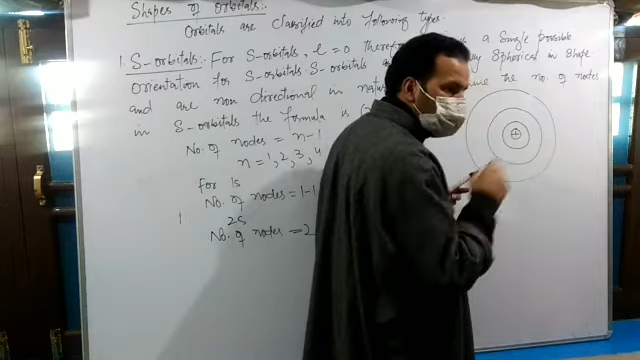 Shapes of Orbitals:-
Orbitals are classified into following types.
1. S-orbitals:- For S-orbitals, l=0 there is a Single possible
orientation for S-orbitals. S-orbitals Spherical in shape
and are non directional in the no. of nodes
in S-orbitals the formula is
No. of nodes = n-1
n = 1, 2, 3, 4
For 1s
No. of nodes = 1-1
1 2s
No. of nodes = 2